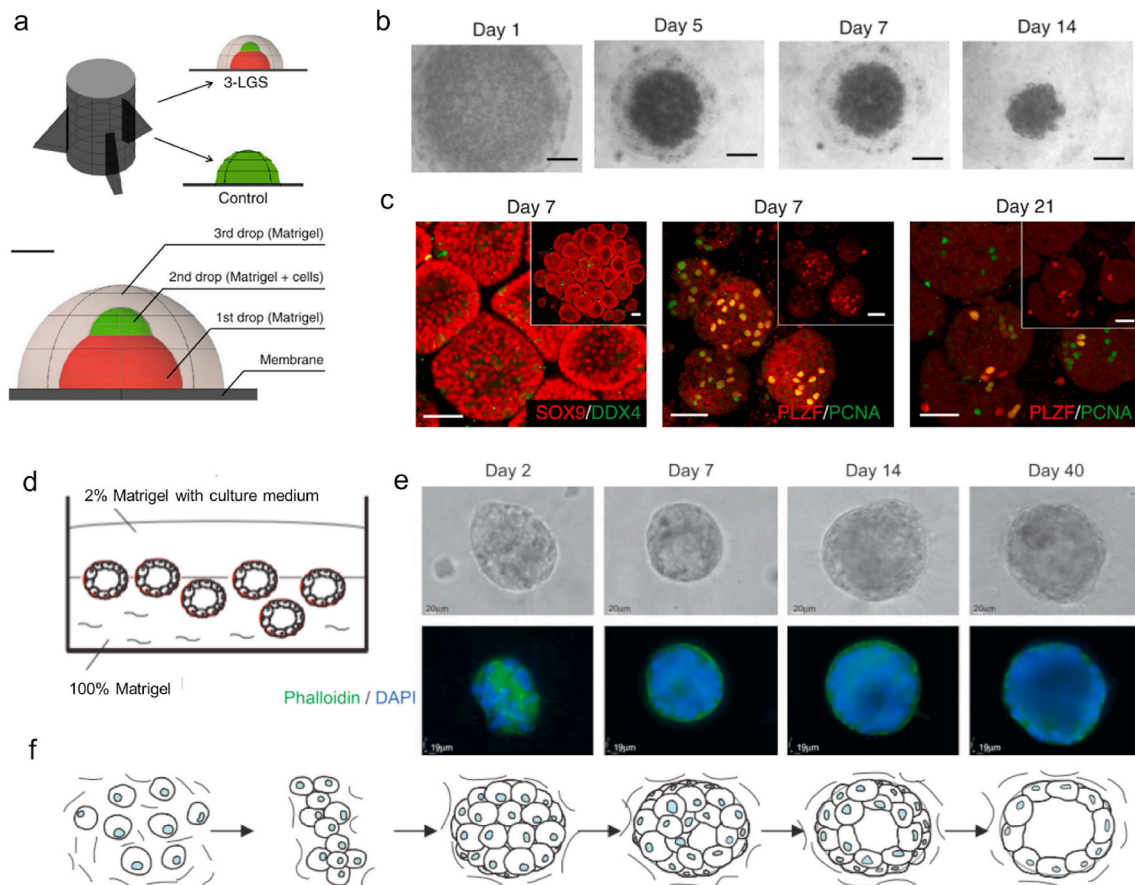 a
3-LGS
Control
3rd drop (Matrigel)
2nd drop (Matrigel + cells)
1st drop (Matrigel)
Membrane
b
Day 1
Day 5
Day 7
Day 14
c
Day 7
Day 7
Day 21
SOX9/DDX4
PLZF/PCNA
PLZF/PCNA
d
2% Matrigel with culture medium
100% Matrigel
e
Day 2
Day 7
Day 14
Day 40
20µm
20µm
20µm
20µm
Phalloidin / DAPI
19µm
19µm
19µm
19µm
f